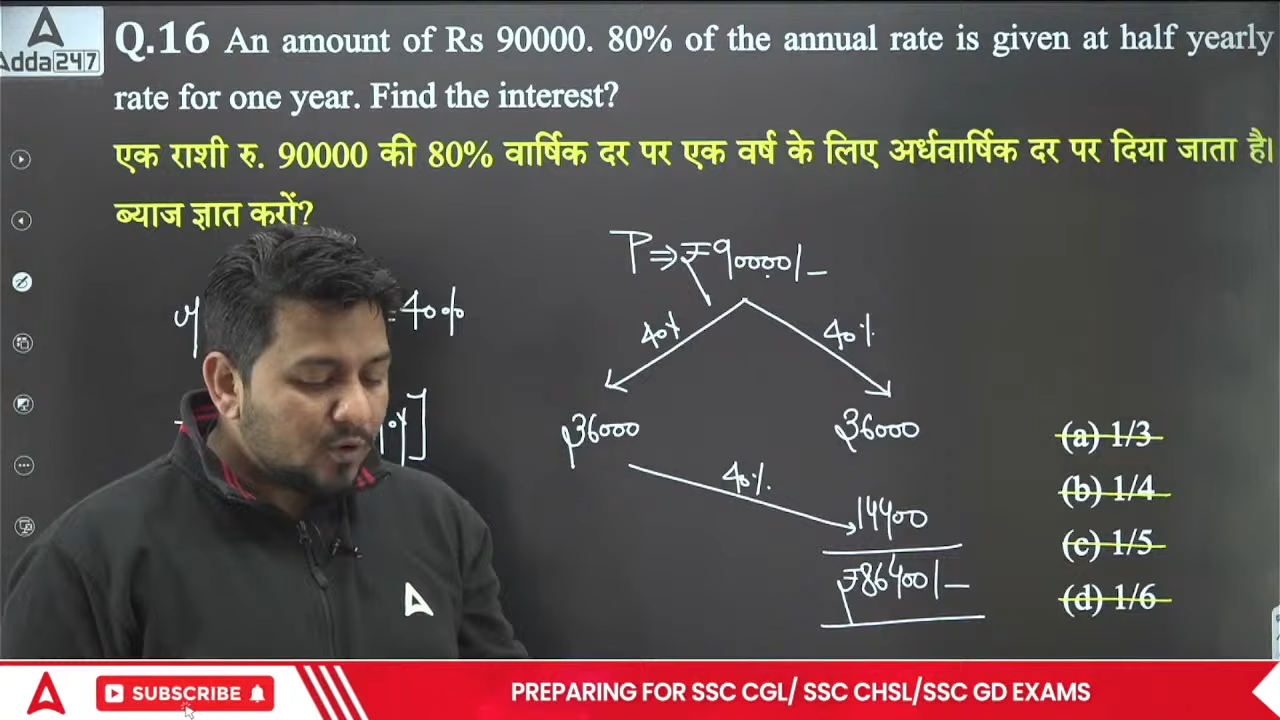 Adda 247
Q.16 An amount of Rs 90000. 80% of the annual rate is given at half yearly
rate for one year. Find the interest?
एक राशी रु. 90000 की 80% वार्षिक दर पर एक वर्ष के लिए अर्धवार्षिक दर पर दिया जाता है।
ब्याज ज्ञात करों?
P⇒₹90000/-
=40%
40%
40%
36000
36000
40%
14400
₹86400/-
(a) 1/3
(b) 1/4
(c) 1/5
(d) 1/6
SUBSCRIBE
PREPARING FOR SSC CGL/ SSC CHSL/SSC GD EXAMS